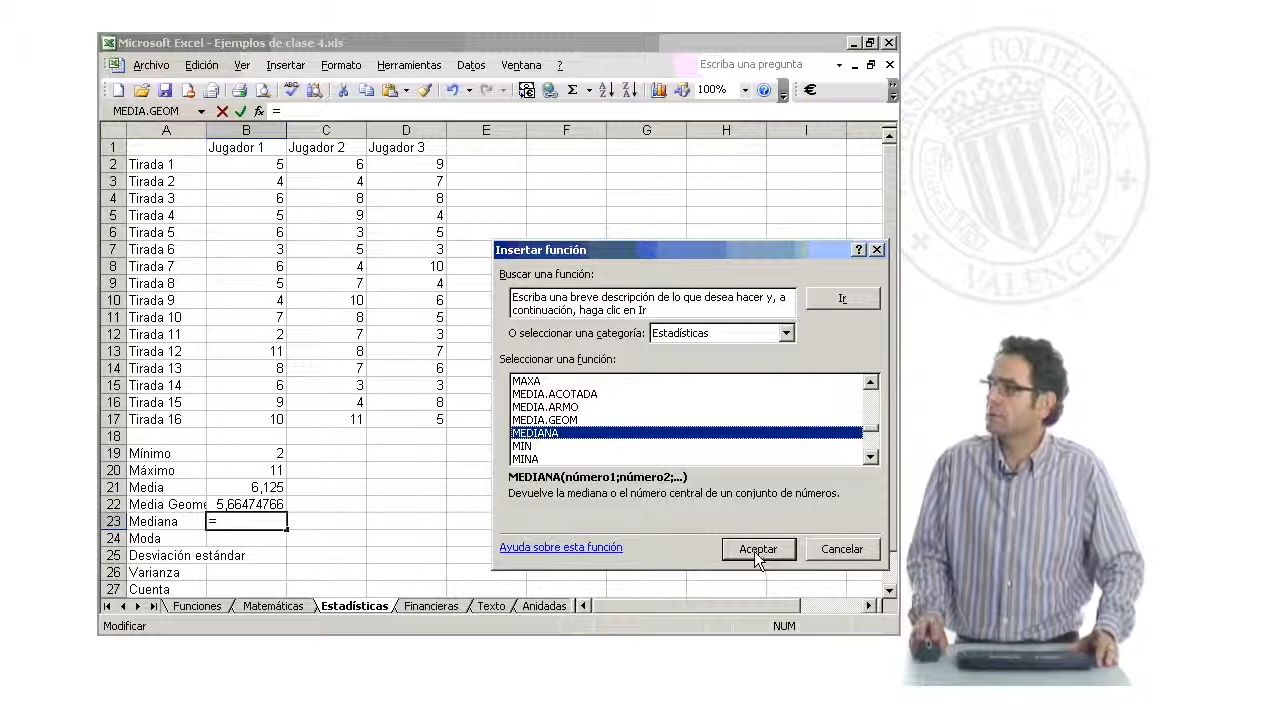 Microsoft Excel - Ejemplos de clase 4.xls
Archivo Edición Ver Insertar Formato Herramientas Datos Ventana ? Escriba una pregunta
100% €
MEDIA.GEOM fx =
A B C D E F G H I
1 Jugador 1 Jugador 2 Jugador 3
2 Tirada 1 5 6 9
3 Tirada 2 4 4 7
4 Tirada 3 6 8 8
5 Tirada 4 5 9 4
6 Tirada 5 6 3 5
7 Tirada 6 3 5 3
8 Tirada 7 6 4 10
9 Tirada 8 5 7 4
10 Tirada 9 4 10 6
11 Tirada 10 7 8 5
12 Tirada 11 2 7 3
13 Tirada 12 11 8 7
14 Tirada 13 8 7 6
15 Tirada 14 6 3 3
16 Tirada 15 9 4 8
17 Tirada 16 10 11 5
18
19 Mínimo 2
20 Máximo 11
21 Media 6,125
22 Media Geome 5,66474766
23 Mediana =
24 Moda
25 Desviación estándar
26 Varianza
27 Cuenta
Funciones Matemáticas Estadísticas Financieras Texto Anidadas
Modificar NUM
Insertar función
Buscar una función:
Escriba una breve descripción de lo que desea hacer y, a
continuación, haga clic en Ir
Ir
O seleccionar una categoría: Estadísticas
Seleccionar una función:
MAXA
MEDIA.ACOTADA
MEDIA.ARMO
MEDIA.GEOM
MEDIANA
MIN
MINA
MEDIANA(número1;número2;...)
Devuelve la mediana o el número central de un conjunto de números.
Ayuda sobre esta función Aceptar Cancelar
POLITEC
VALENCIA